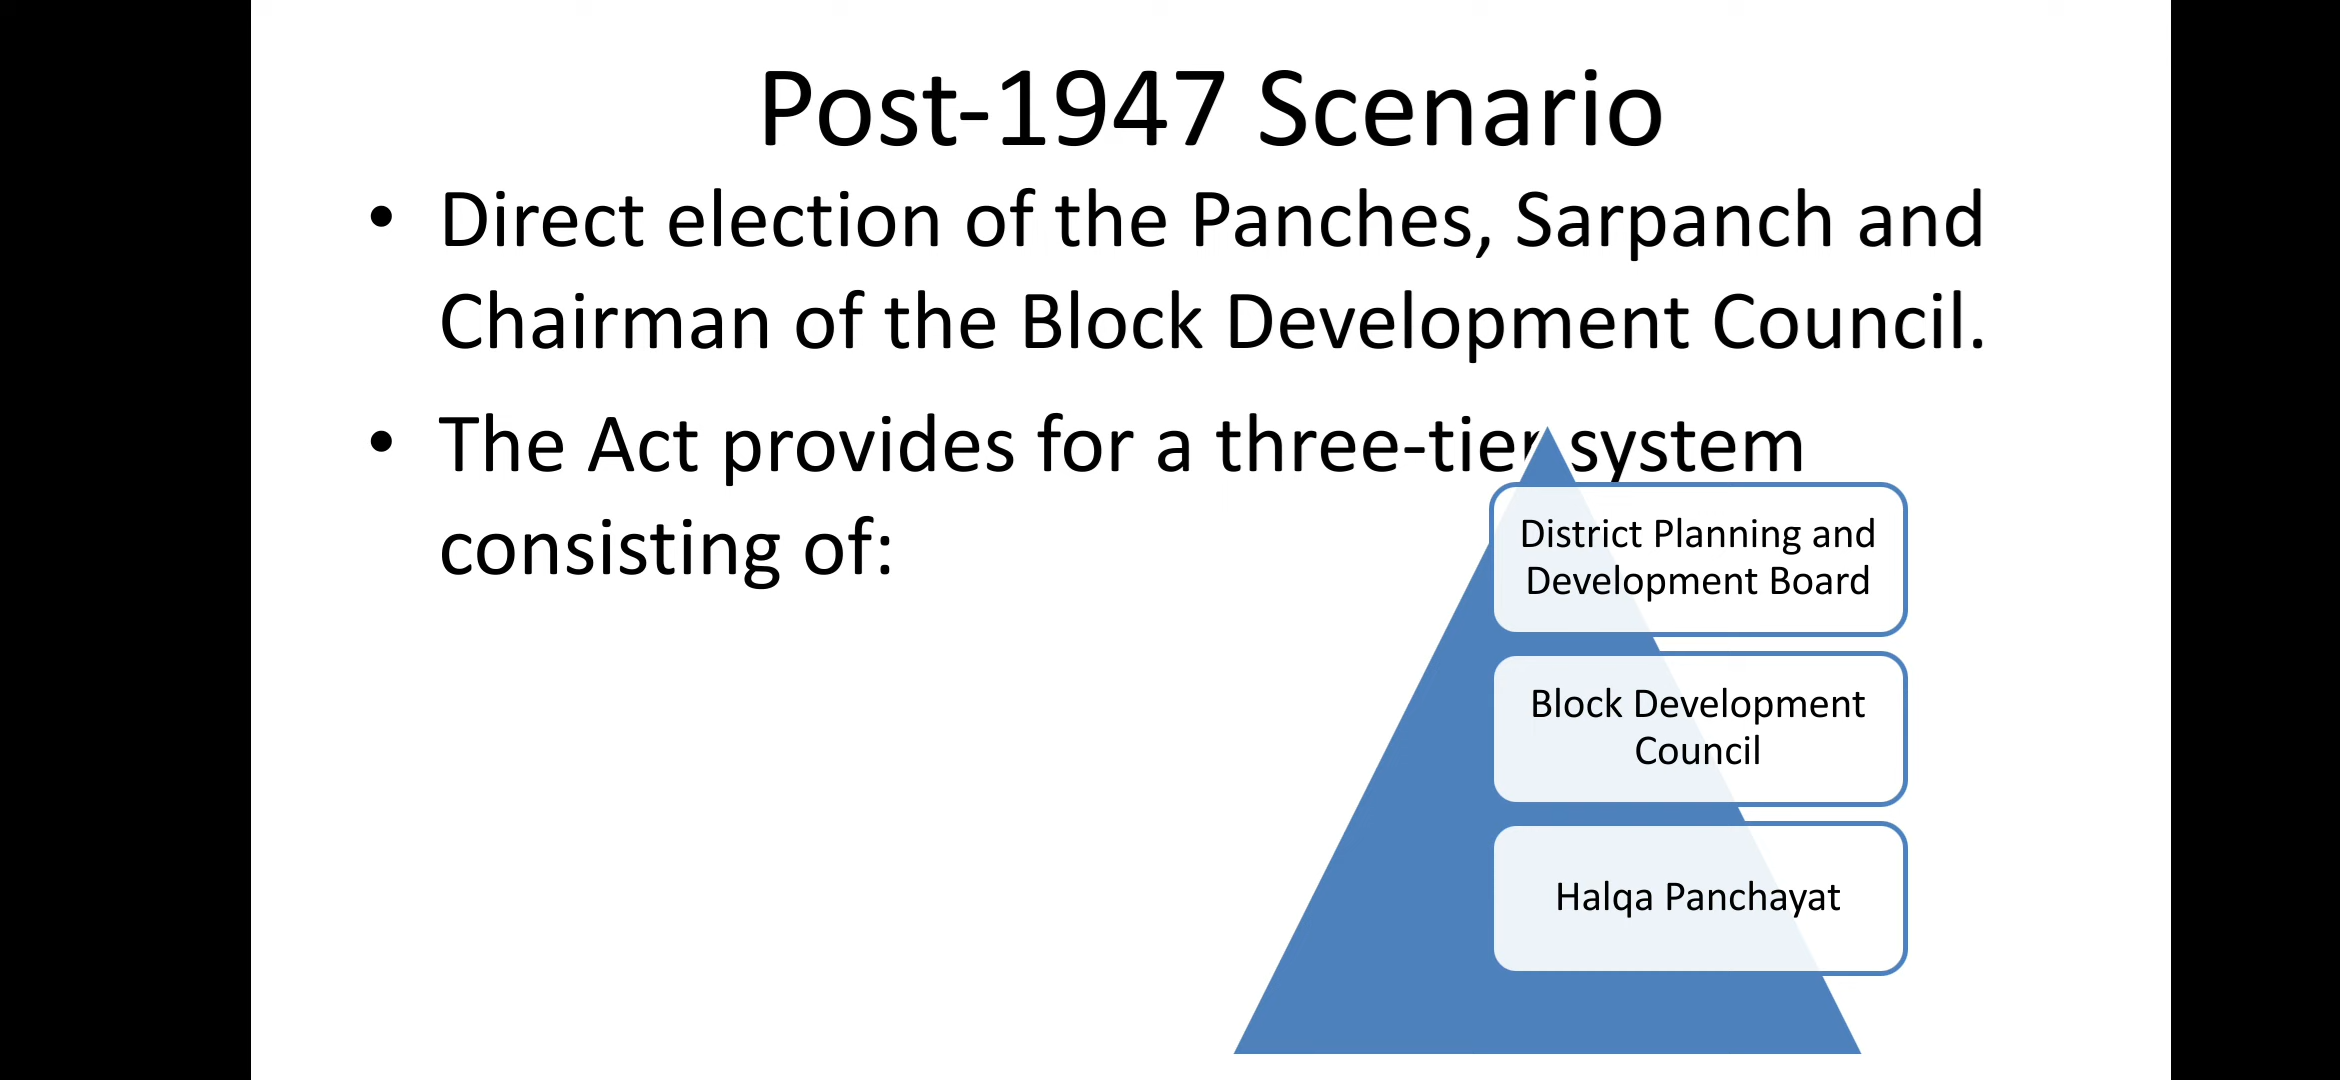 Post-1947 Scenario
• Direct election of the Panches, Sarpanch and
Chairman of the Block Development Council.
• The Act provides for a three-tier system
consisting of:
District Planning and
Development Board
Block Development
Council
Halqa Panchayat